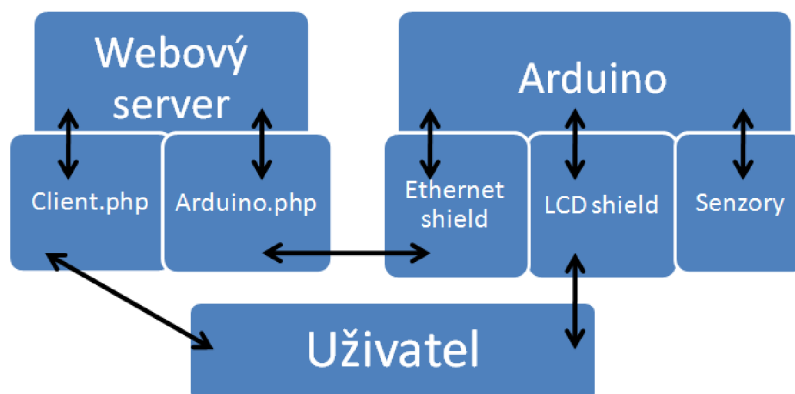 Webový
server
Arduino
Client.php
Arduino.php
Ethernet
shield
LCD shield
Senzory
Uživatel